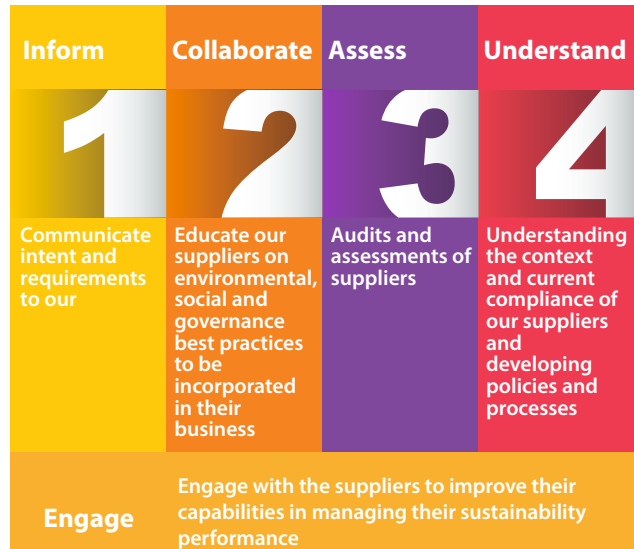 Inform
1
Communicate
intent and
requirements
to our
Collaborate
2
Educate our
suppliers on
environmental,
social and
governance
best practices
to be
incorporated
in their
business
Assess
3
Audits and
assessments of
suppliers
Understand
4
Understanding
the context
and current
compliance of
our suppliers
and
developing
policies and
processes
Engage
Engage with the suppliers to improve their
capabilities in managing their sustainability
performance